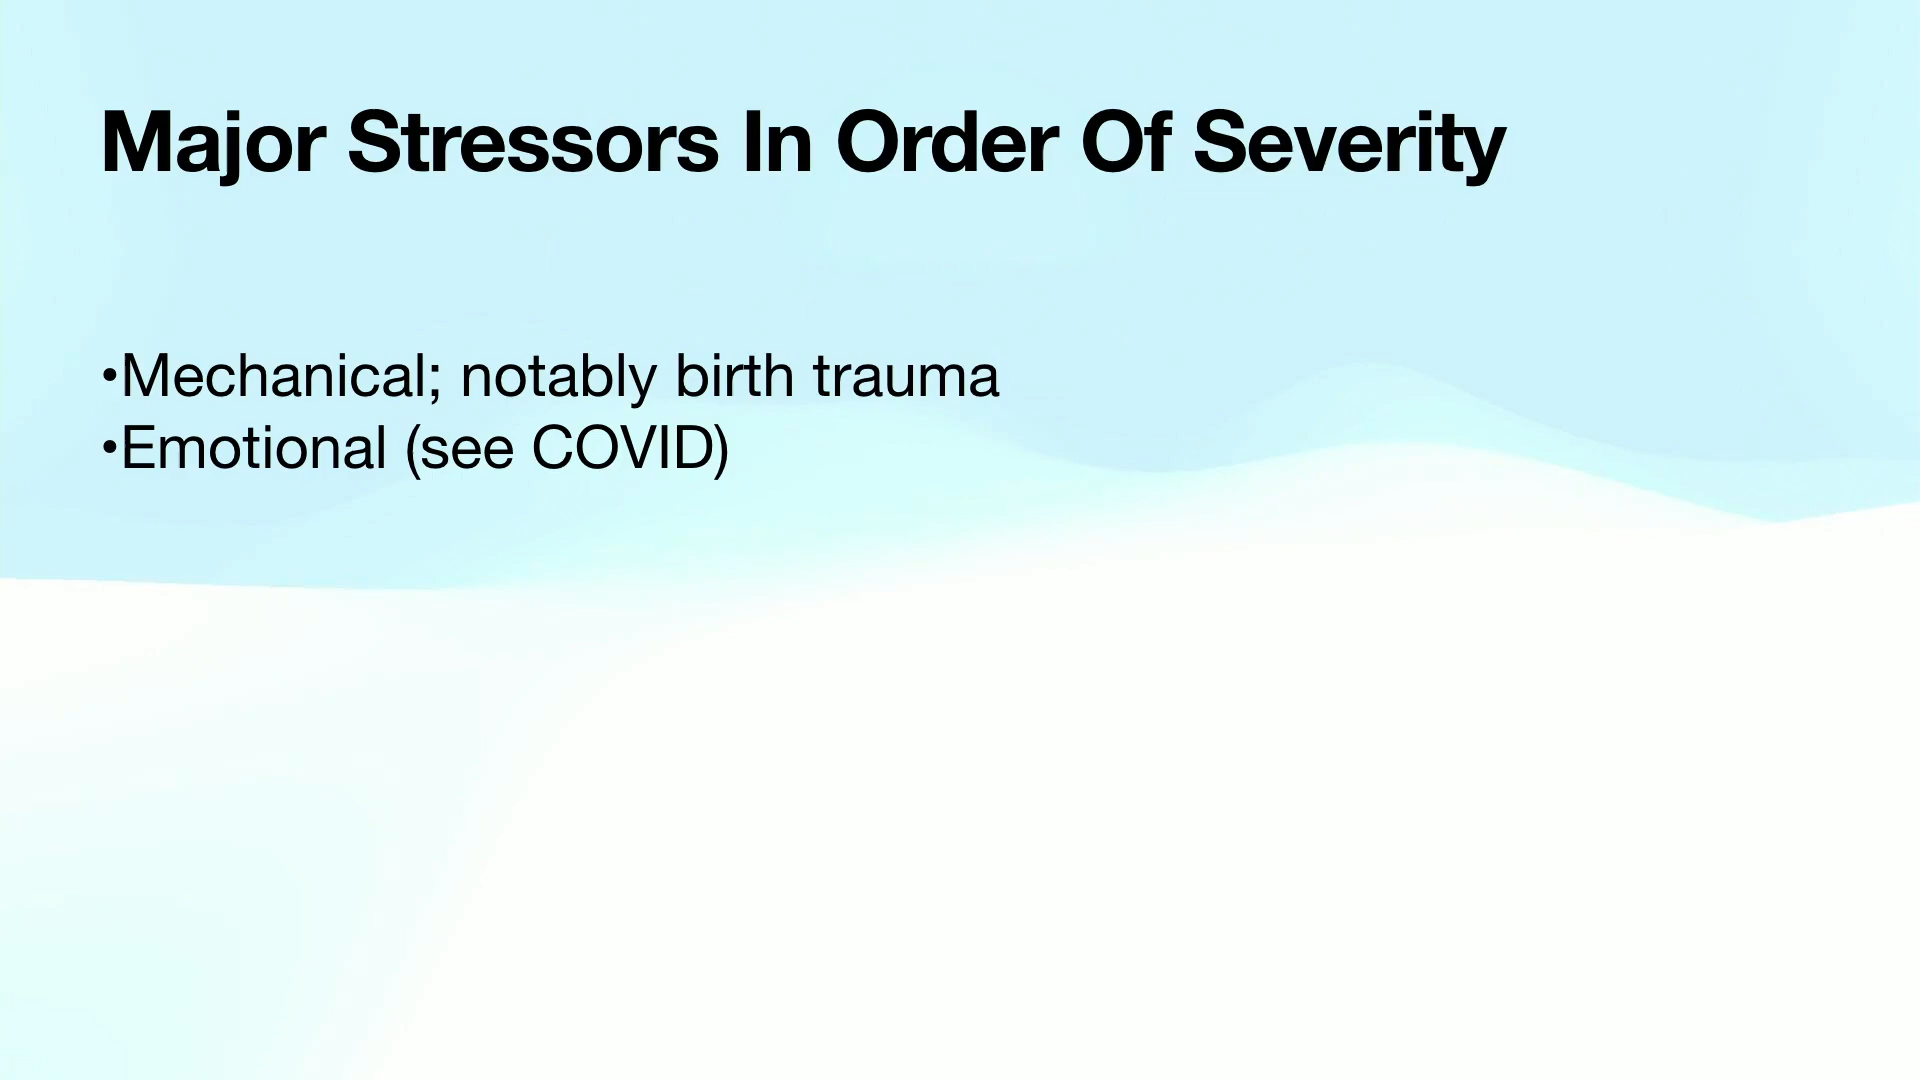 Major Stressors In Order Of Severity
•Mechanical; notably birth trauma
•Emotional (see COVID)